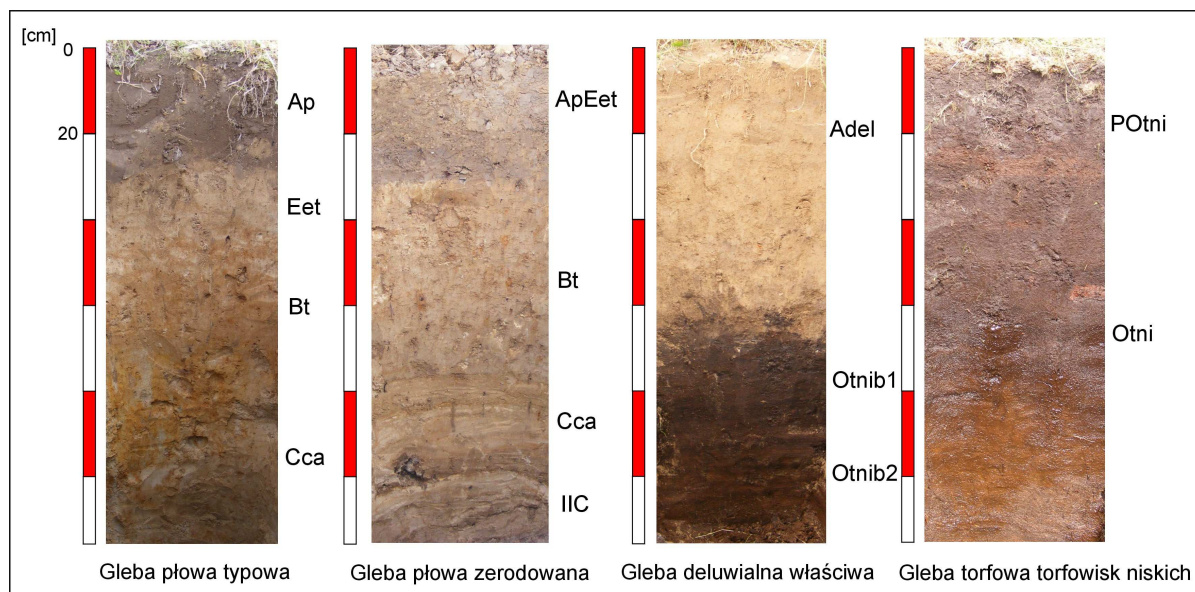 [cm]
0
20
Ap
Eet
Bt
Cca
Gleba płowa typowa
ApEet
Bt
Cca
IIC
Gleba płowa zerodowana
Adel
Otnib1
Otnib2
Gleba deluwialna właściwa
POtni
Otni
Gleba torfowa torfowisk niskich